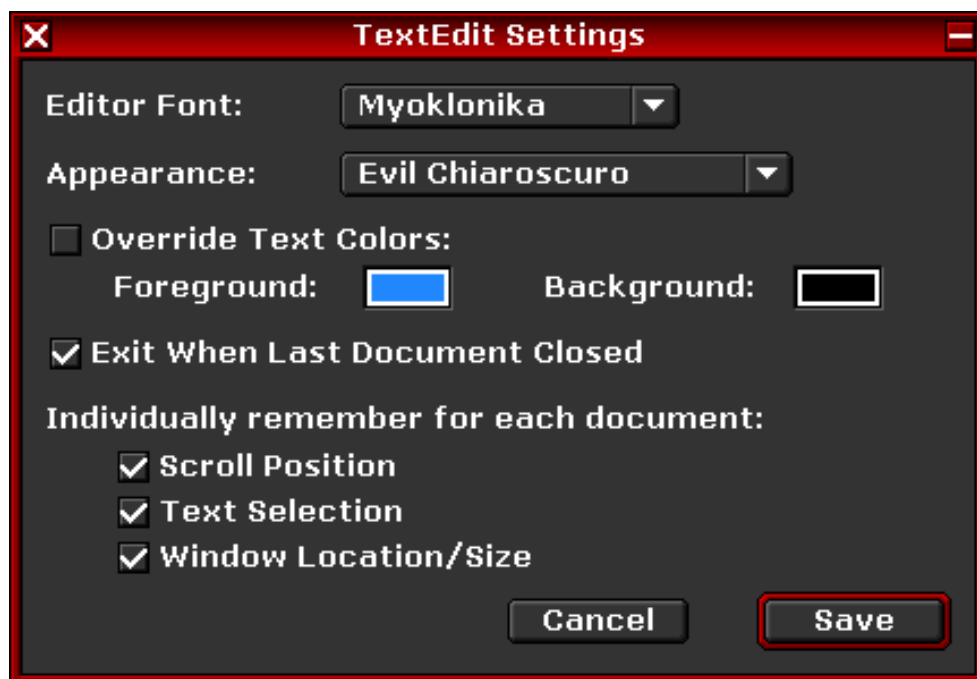 TextEdit Settings
Editor Font: Myoklonika
Appearance: Evil Chiaroscuro
Override Text Colors:
Foreground: Background:
Exit When Last Document Closed
Individually remember for each document:
Scroll Position
Text Selection
Window Location/Size
Cancel Save